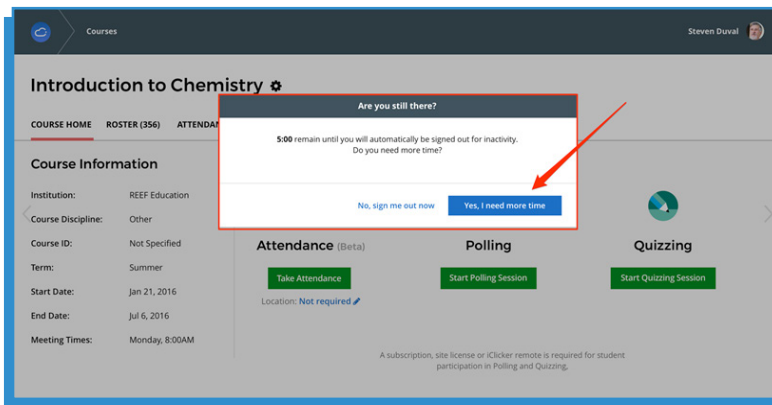 Courses
Steven Duval
Introduction to Chemistry
COURSE HOME ROSTER (356) ATTENDAN
Are you still there?
5:00 remain until you will automatically be signed out for inactivity.
Do you need more time?
No, sign me out now Yes, I need more time
Course Information
Institution: REEF Education
Course Discipline: Other
Course ID: Not Specified
Term: Summer
Start Date: Jan 21, 2016
End Date: Jul 6, 2016
Meeting Times: Monday, 8:00AM
Attendance (Beta)
Take Attendance
Location: Not required
Polling
Start Polling Session
Quizzing
Start Quizzing Session
A subscription, site license or iClicker remote is required for student
participation in Polling and Quizzing,